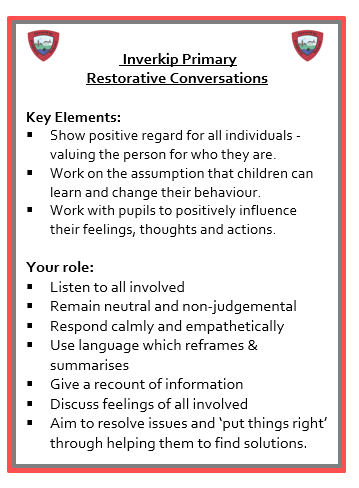 Inverkip Primary
Restorative Conversations
Key Elements:
▪ Show positive regard for all individuals -
valuing the person for who they are.
▪ Work on the assumption that children can
learn and change their behaviour.
▪ Work with pupils to positively influence
their feelings, thoughts and actions.
Your role:
▪ Listen to all involved
▪ Remain neutral and non-judgemental
▪ Respond calmly and empathetically
▪ Use language which reframes &
summarises
▪ Give a recount of information
▪ Discuss feelings of all involved
▪ Aim to resolve issues and ‘put things right’
through helping them to find solutions.